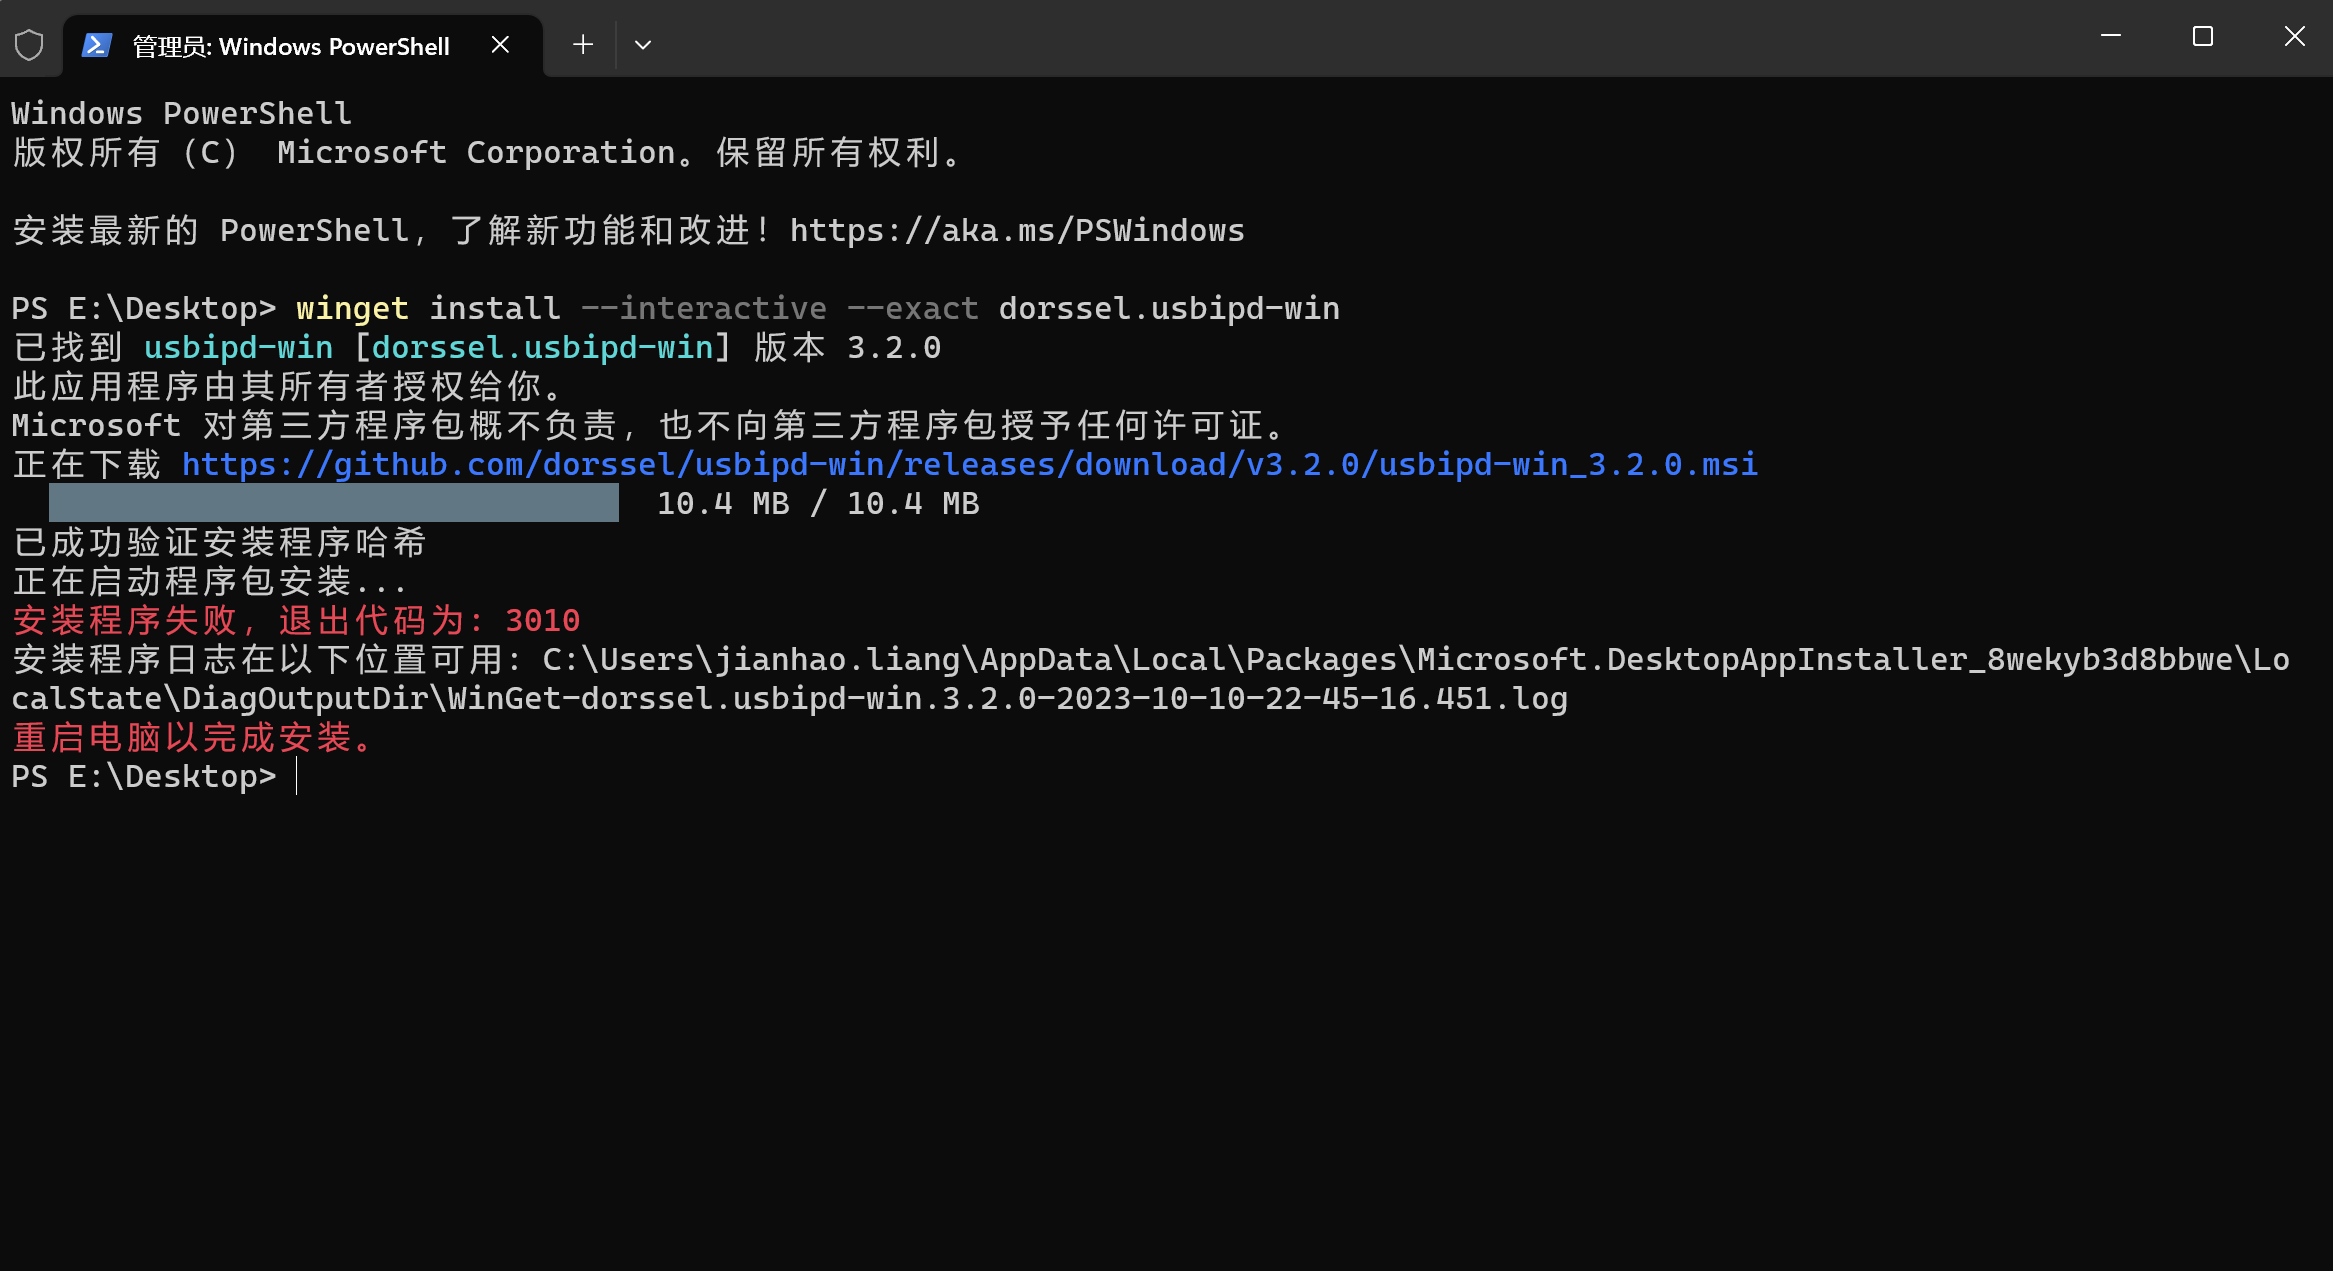 管理员: Windows PowerShell
Windows PowerShell
版权所有（C） Microsoft Corporation。保留所有权利。
安装最新的 PowerShell，了解新功能和改进！https://aka.ms/PSWindows
PS E:\Desktop> winget install --interactive --exact dorssel.usbipd-win
已找到 usbipd-win [dorssel.usbipd-win] 版本 3.2.0
此应用程序由其所有者授权给你。
Microsoft 对第三方程序包概不负责，也不向第三方程序包授予任何许可证。
正在下载 https://github.com/dorssel/usbipd-win/releases/download/v3.2.0/usbipd-win_3.2.0.msi
10.4 MB / 10.4 MB
已成功验证安装程序哈希
正在启动程序包安装...
安装程序失败，退出代码为: 3010
安装程序日志在以下位置可用: C:\Users\jianhao.liang\AppData\Local\Packages\Microsoft.DesktopAppInstaller_8wekyb3d8bbwe\Lo
calState\DiagOutputDir\WinGet-dorssel.usbipd-win.3.2.0-2023-10-10-22-45-16.451.log
重启电脑以完成安装。
PS E:\Desktop>